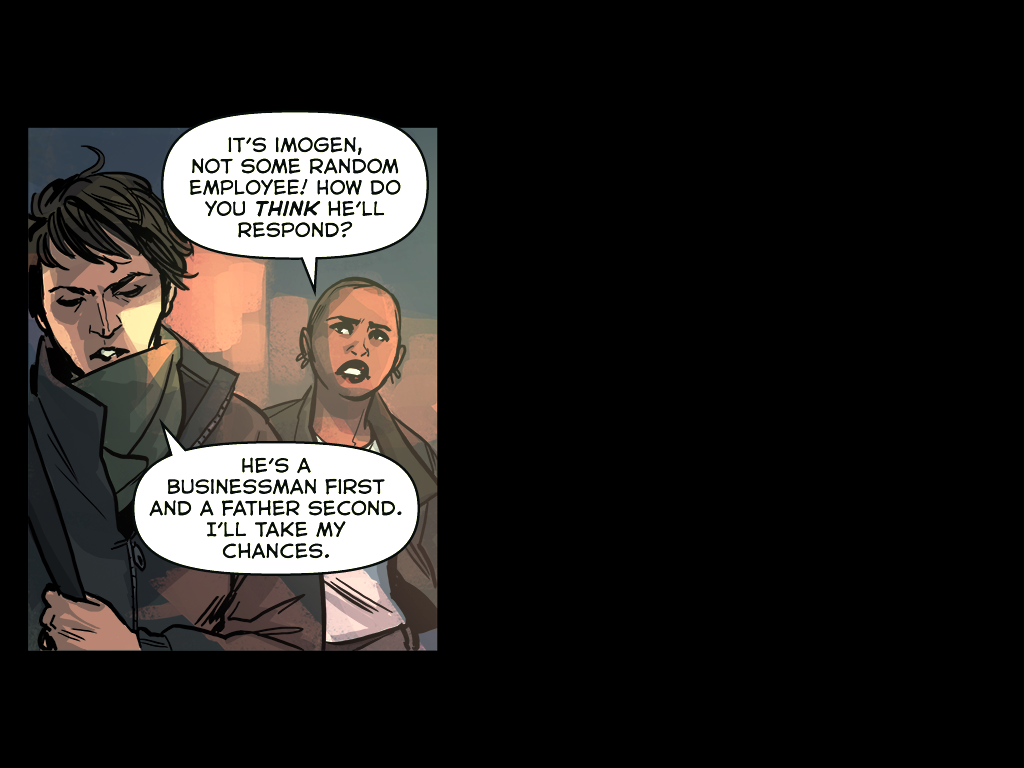 IT'S IMOGEN,
NOT SOME RANDOM
EMPLOYEE! HOW DO
YOU THINK HE'LL
RESPOND?
HE'S A
BUSINESSMAN FIRST
AND A FATHER SECOND.
I'LL TAKE MY
CHANCES.